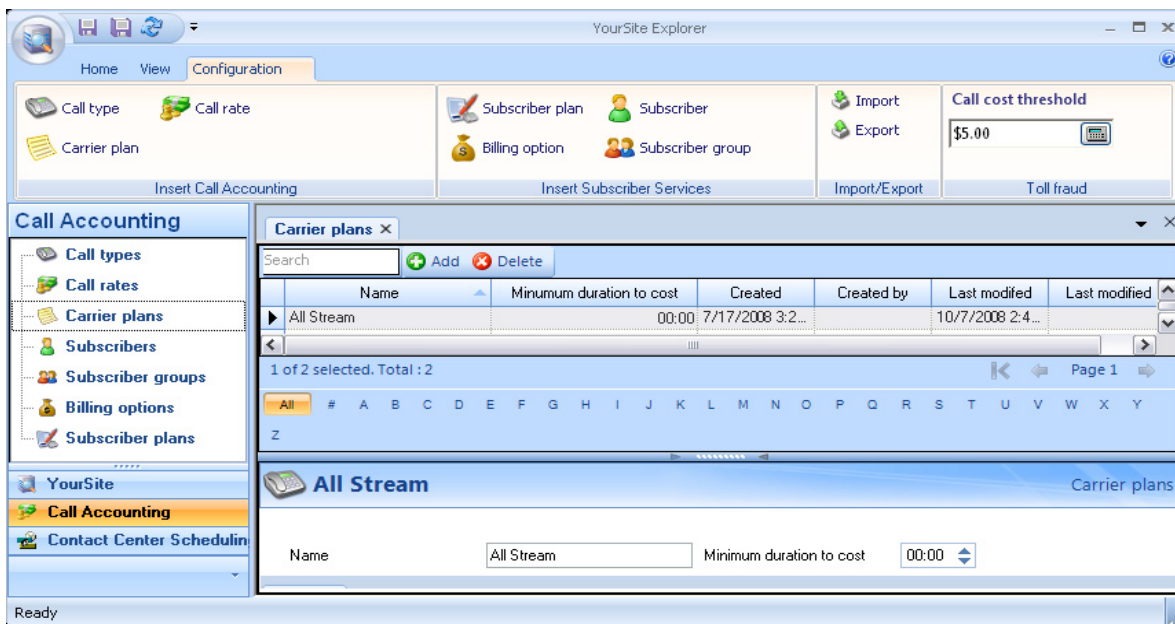 YourSite Explorer
Home View Configuration
Call type Call rate
Carrier plan
Insert Call Accounting
Subscriber plan Subscriber
Billing option Subscriber group
Insert Subscriber Services
Import
Export
Import/Export
Call cost threshold
$5.00
Toll fraud
Call Accounting
Call types
Call rates
Carrier plans
Subscribers
Subscriber groups
Billing options
Subscriber plans
YourSite
Call Accounting
Contact Center Schedulin
Carrier plans
Search Add Delete
Name Minumum duration to cost Created Created by Last modifed Last modified
All Stream 00:00 7/17/2008 3:2... 10/7/2008 2:4...
1 of 2 selected. Total : 2 Page 1
All # A B C D E F G H I J K L M N O P Q R S T U V W X Y
Z
All Stream Carrier plans
Name All Stream Minimum duration to cost 00:00
Ready